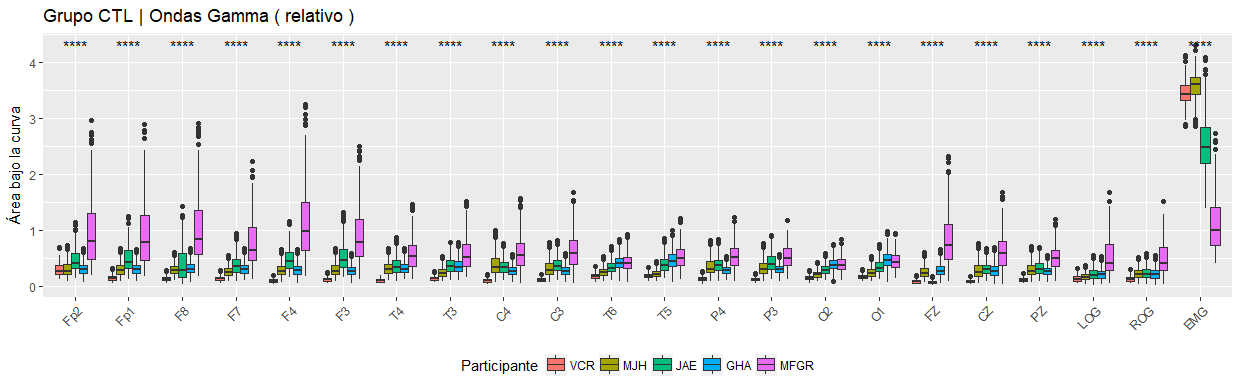 Grupo CTL | Ondas Gamma ( relativo )
**** **** **** **** **** **** **** **** **** **** **** **** **** **** **** **** **** **** **** **** **** ****
Área bajo la curva
4
3
2
1
0
Fp2 Fp1 F8 F7 F4 F3 T4 T3 C4 C3 T6 T5 P4 P3 O2 O1 FZ CZ PZ LOG ROG EMG
Participante VCR MJH JAE GHA MFGR